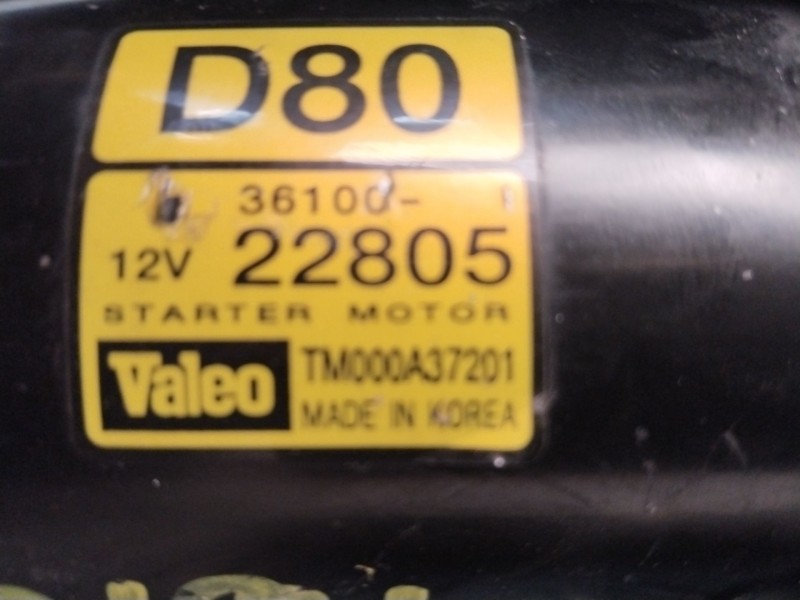 D80
36100-
12V 22805
STARTER MOTOR
Valeo TM000A37201
MADE IN KOREA